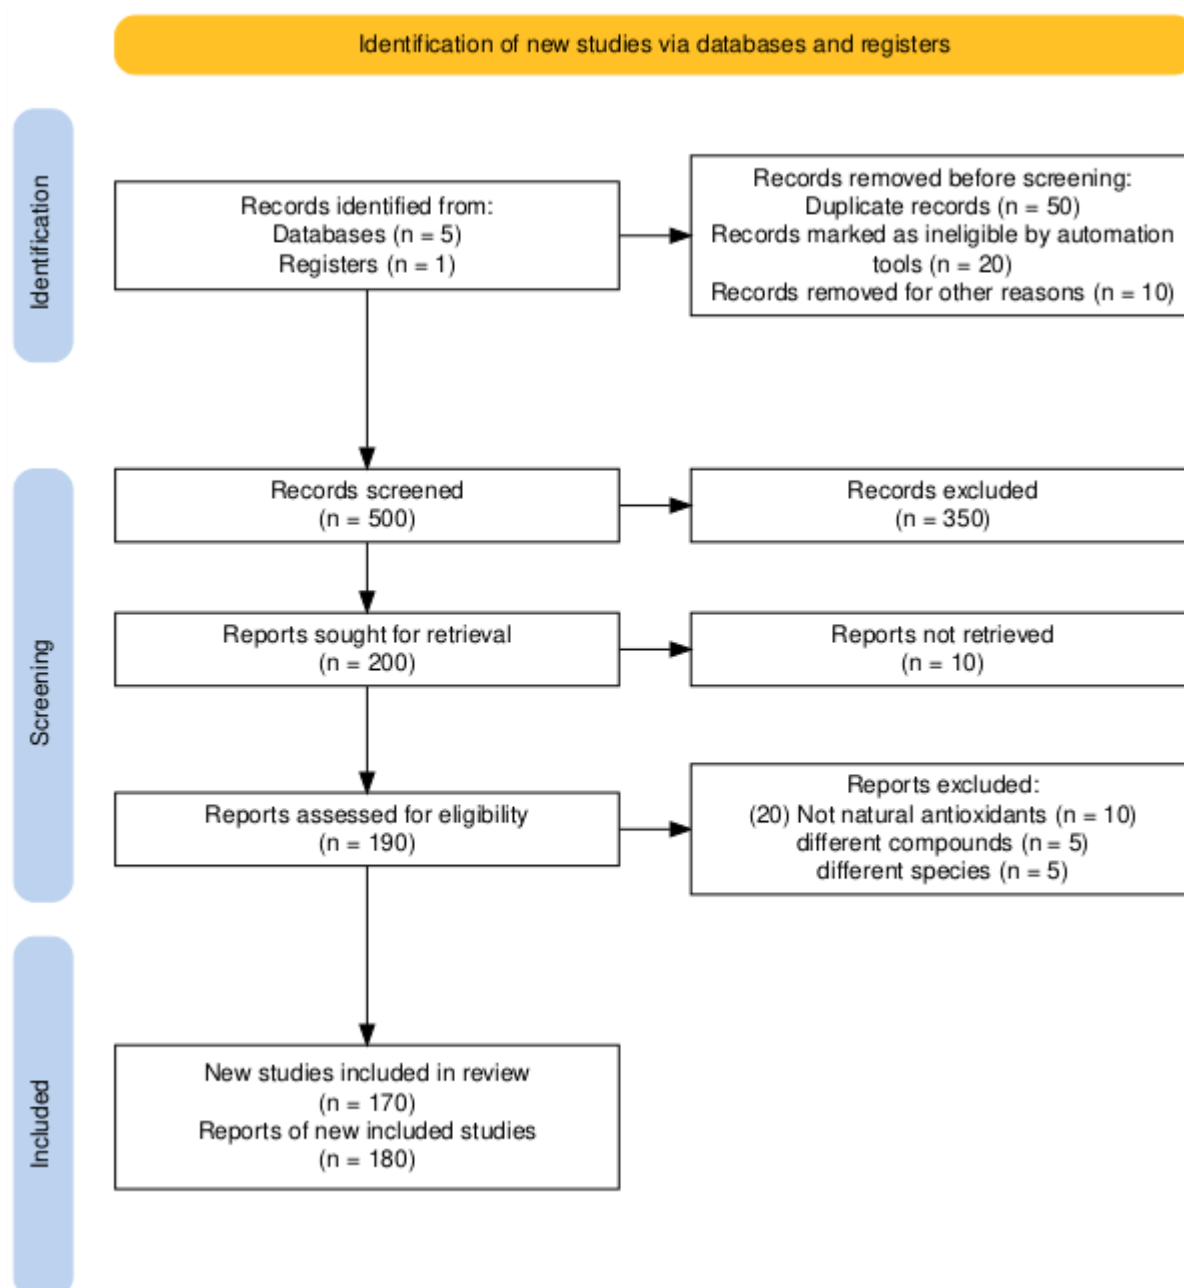 Identification of new studies via databases and registers
Identification
Records identified from:
Databases (n = 5)
Registers (n = 1)
Records removed before screening:
Duplicate records (n = 50)
Records marked as ineligible by automation
tools (n = 20)
Records removed for other reasons (n = 10)
Screening
Records screened
(n = 500)
Records excluded
(n = 350)
Reports sought for retrieval
(n = 200)
Reports not retrieved
(n = 10)
Reports assessed for eligibility
(n = 190)
Reports excluded:
(20) Not natural antioxidants (n = 10)
different compounds (n = 5)
different species (n = 5)
Included
New studies included in review
(n = 170)
Reports of new included studies
(n = 180)